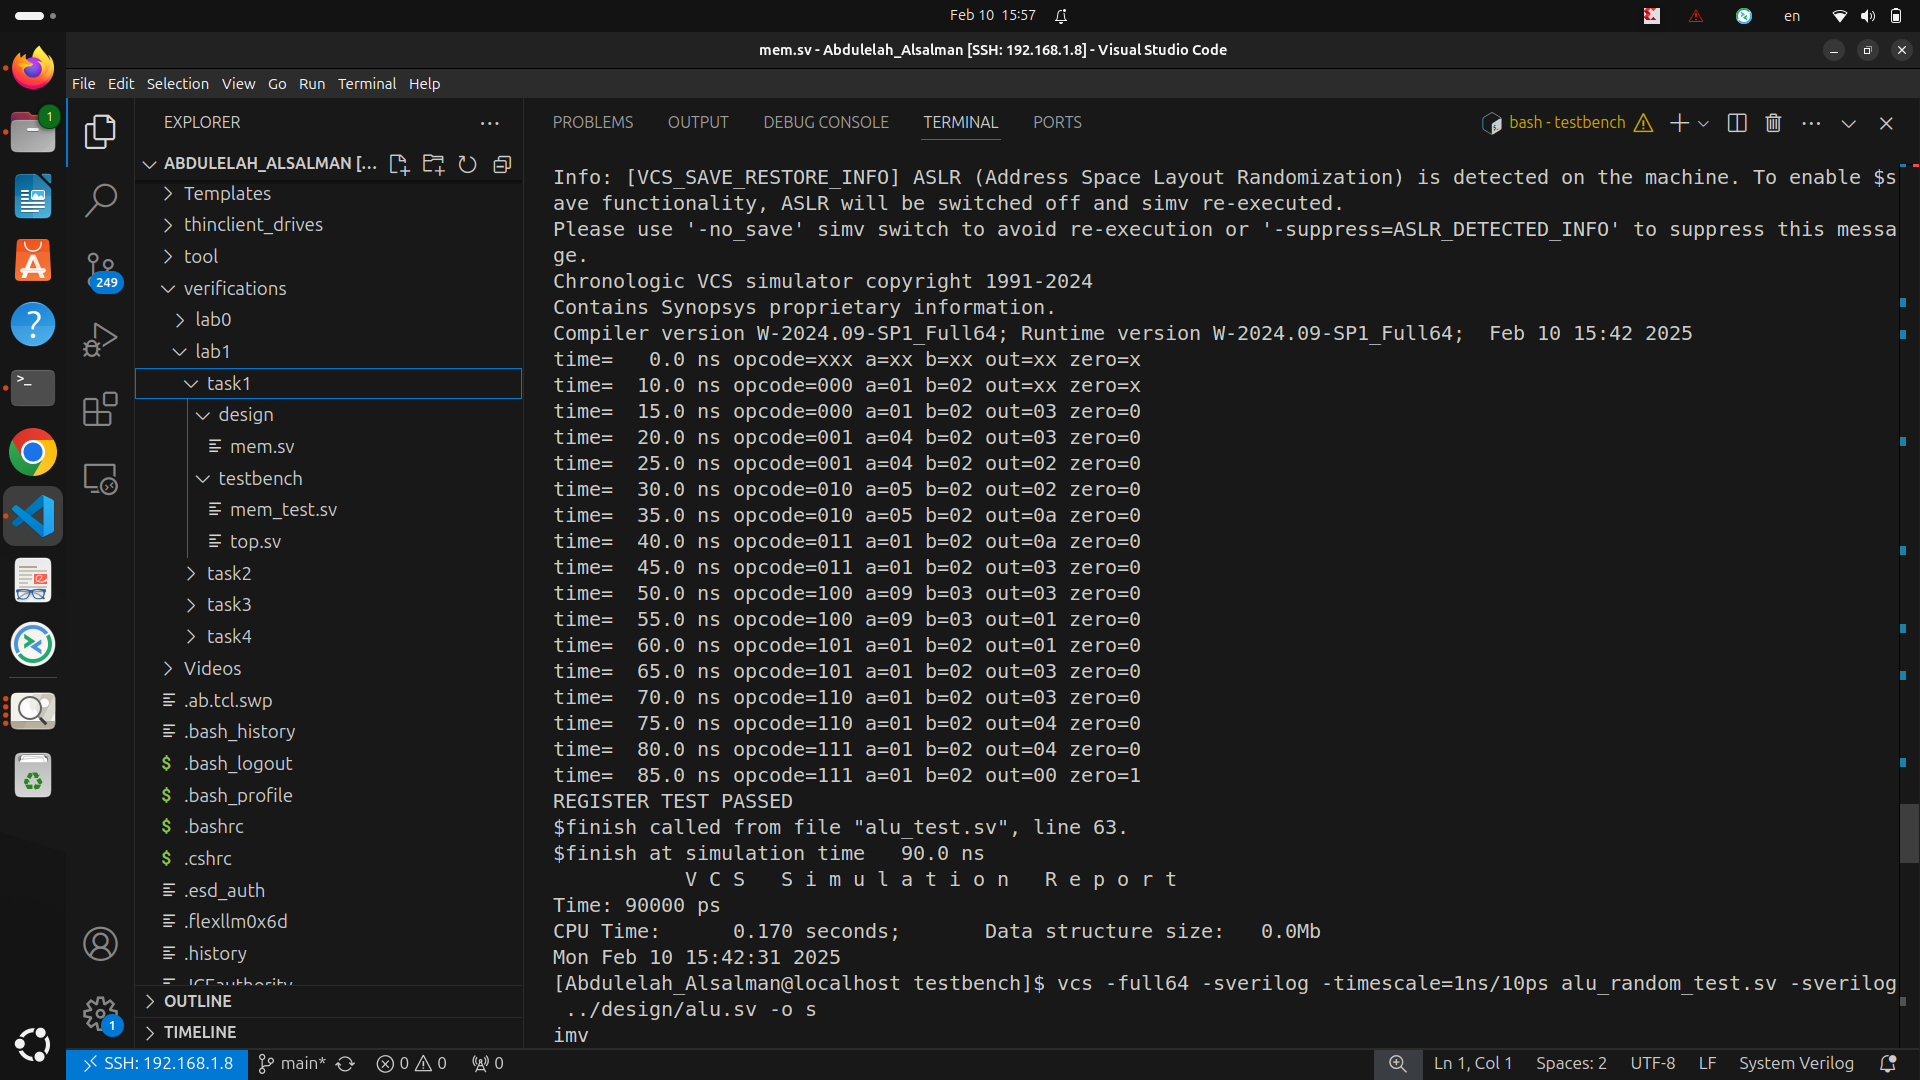 Feb 10 15:57
en
mem.sv - Abdulelah_Alsalman [SSH: 192.168.1.8] - Visual Studio Code
File Edit Selection View Go Run Terminal Help
1
EXPLORER
ABDULELAH_ALSALMAN [...
Templates
thinclient_drives
tool
verifications
lab0
lab1
task1
design
mem.sv
testbench
mem_test.sv
top.sv
task2
task3
task4
Videos
.ab.tcl.swp
.bash_history
.bash_logout
.bash_profile
.bashrc
.cshrc
.esd_auth
.flexllm0x6d
.history
.ICEauthority
OUTLINE
TIMELINE
249
1
PROBLEMS OUTPUT DEBUG CONSOLE TERMINAL PORTS
bash - testbench
Info: [VCS_SAVE_RESTORE_INFO] ASLR (Address Space Layout Randomization) is detected on the machine. To enable $s
ave functionality, ASLR will be switched off and simv re-executed.
Please use '-no_save' simv switch to avoid re-execution or '-suppress=ASLR_DETECTED_INFO' to suppress this messa
ge.
Chronologic VCS simulator copyright 1991-2024
Contains Synopsys proprietary information.
Compiler version W-2024.09-SP1_Full64; Runtime version W-2024.09-SP1_Full64;  Feb 10 15:42 2025
time=   0.0 ns opcode=xxx a=xx b=xx out=xx zero=x
time=  10.0 ns opcode=000 a=01 b=02 out=xx zero=x
time=  15.0 ns opcode=000 a=01 b=02 out=03 zero=0
time=  20.0 ns opcode=001 a=04 b=02 out=03 zero=0
time=  25.0 ns opcode=001 a=04 b=02 out=02 zero=0
time=  30.0 ns opcode=010 a=05 b=02 out=02 zero=0
time=  35.0 ns opcode=010 a=05 b=02 out=0a zero=0
time=  40.0 ns opcode=011 a=01 b=02 out=0a zero=0
time=  45.0 ns opcode=011 a=01 b=02 out=03 zero=0
time=  50.0 ns opcode=100 a=09 b=03 out=03 zero=0
time=  55.0 ns opcode=100 a=09 b=03 out=01 zero=0
time=  60.0 ns opcode=101 a=01 b=02 out=01 zero=0
time=  65.0 ns opcode=101 a=01 b=02 out=03 zero=0
time=  70.0 ns opcode=110 a=01 b=02 out=03 zero=0
time=  75.0 ns opcode=110 a=01 b=02 out=04 zero=0
time=  80.0 ns opcode=111 a=01 b=02 out=04 zero=0
time=  85.0 ns opcode=111 a=01 b=02 out=00 zero=1
REGISTER TEST PASSED
$finish called from file "alu_test.sv", line 63.
$finish at simulation time   90.0 ns
V C S   S i m u l a t i o n   R e p o r t
Time: 90000 ps
CPU Time:      0.170 seconds;       Data structure size:   0.0Mb
Mon Feb 10 15:42:31 2025
[Abdulelah_Alsalman@localhost testbench]$ vcs -full64 -sverilog -timescale=1ns/10ps alu_random_test.sv -sverilog
../design/alu.sv -o s
imv
SSH: 192.168.1.8 main* 0 0 0 Ln 1, Col 1 Spaces: 2 UTF-8 LF System Verilog